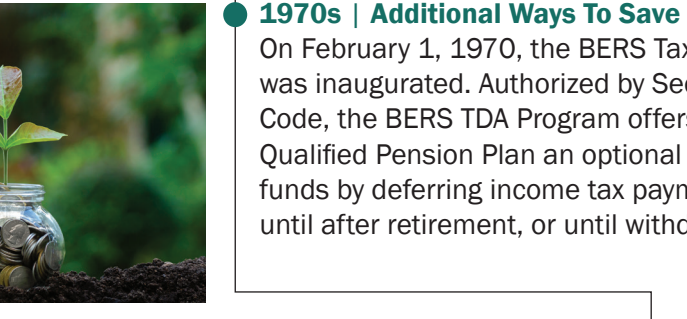 1970s | Additional Ways To Save
On February 1, 1970, the BERS Tax
was inaugurated. Authorized by Sec
Code, the BERS TDA Program offers
Qualified Pension Plan an optional
funds by deferring income tax paym
until after retirement, or until withd